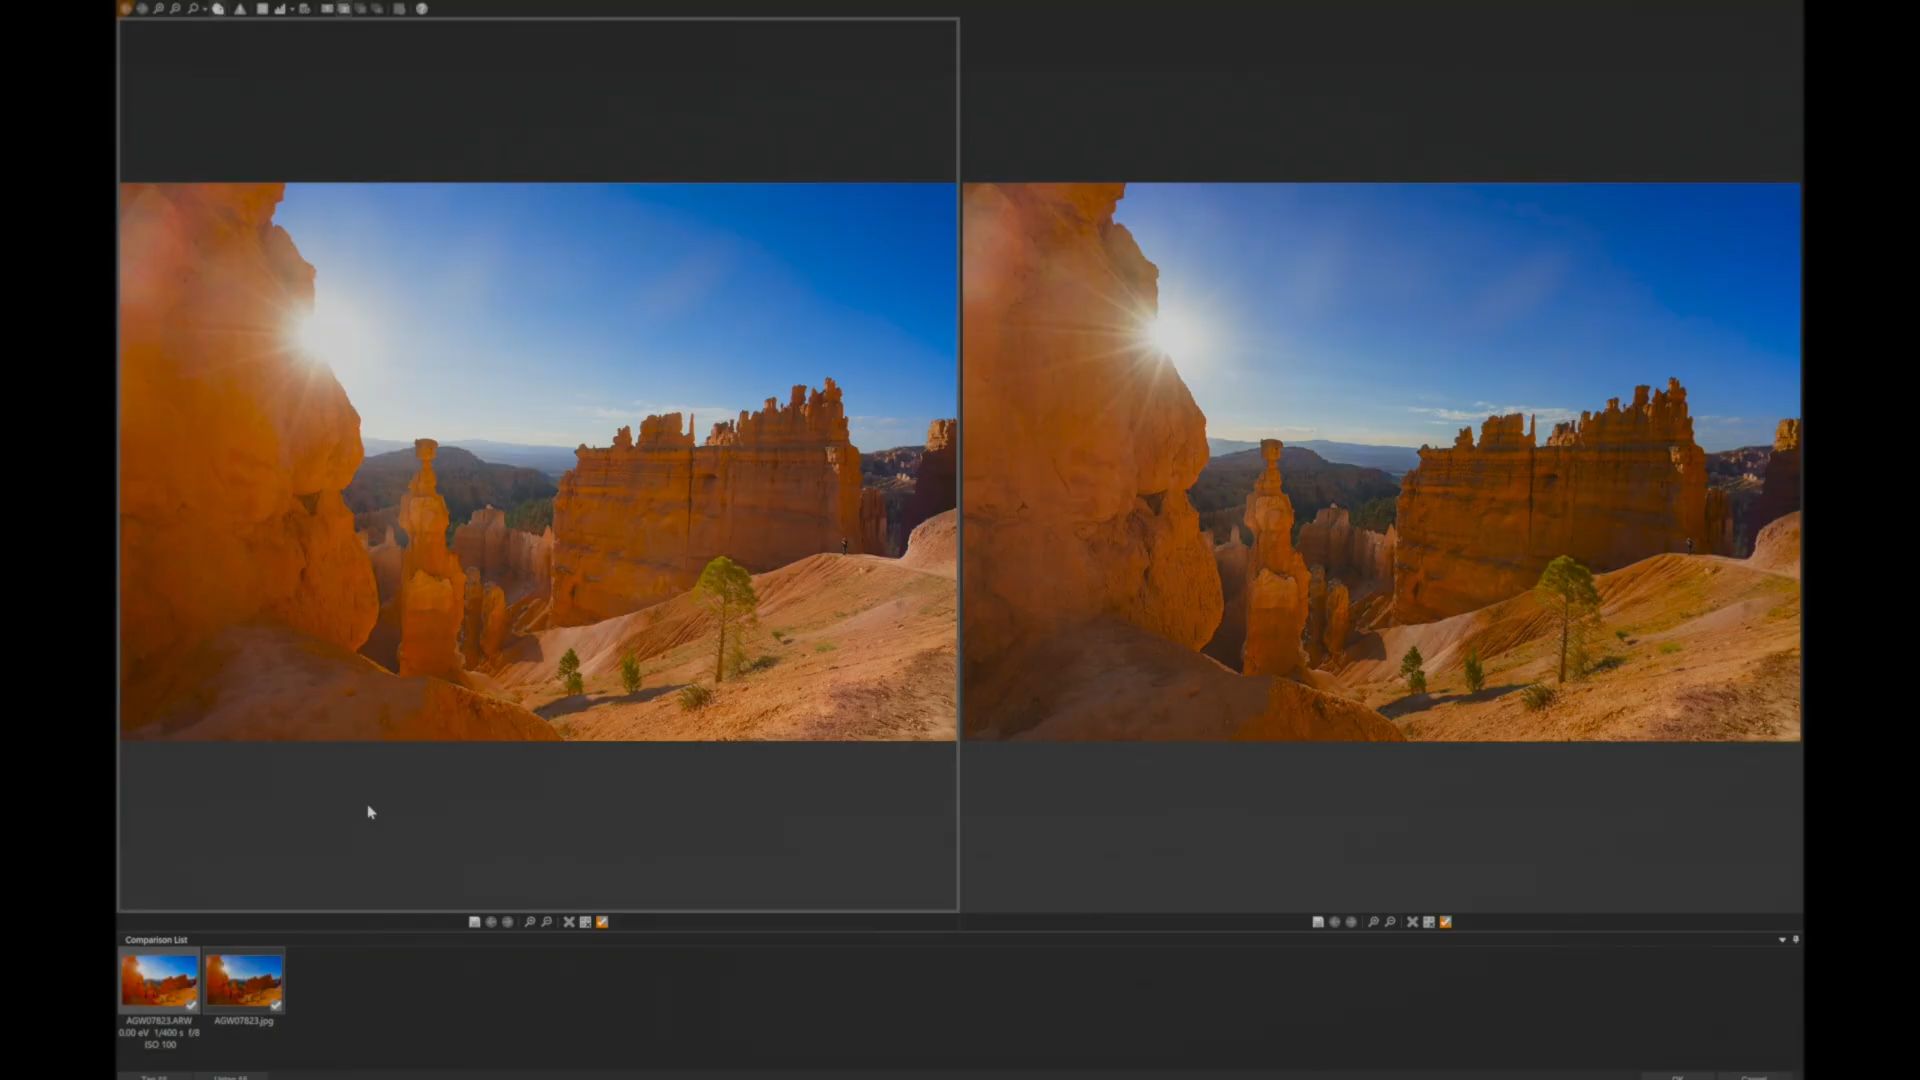 Comparison List
AGW07823.ARW
0.00 eV 1/400 s f/8
ISO 100
AGW07823.jpg